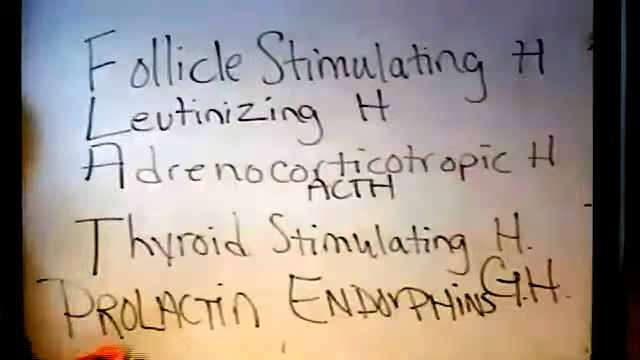 Follicle Stimulating H
Leutinizing H
Adrenocorticotropic H
ACTH
Thyroid Stimulating H.
PROLACTIN ENDORPHINS G.H.